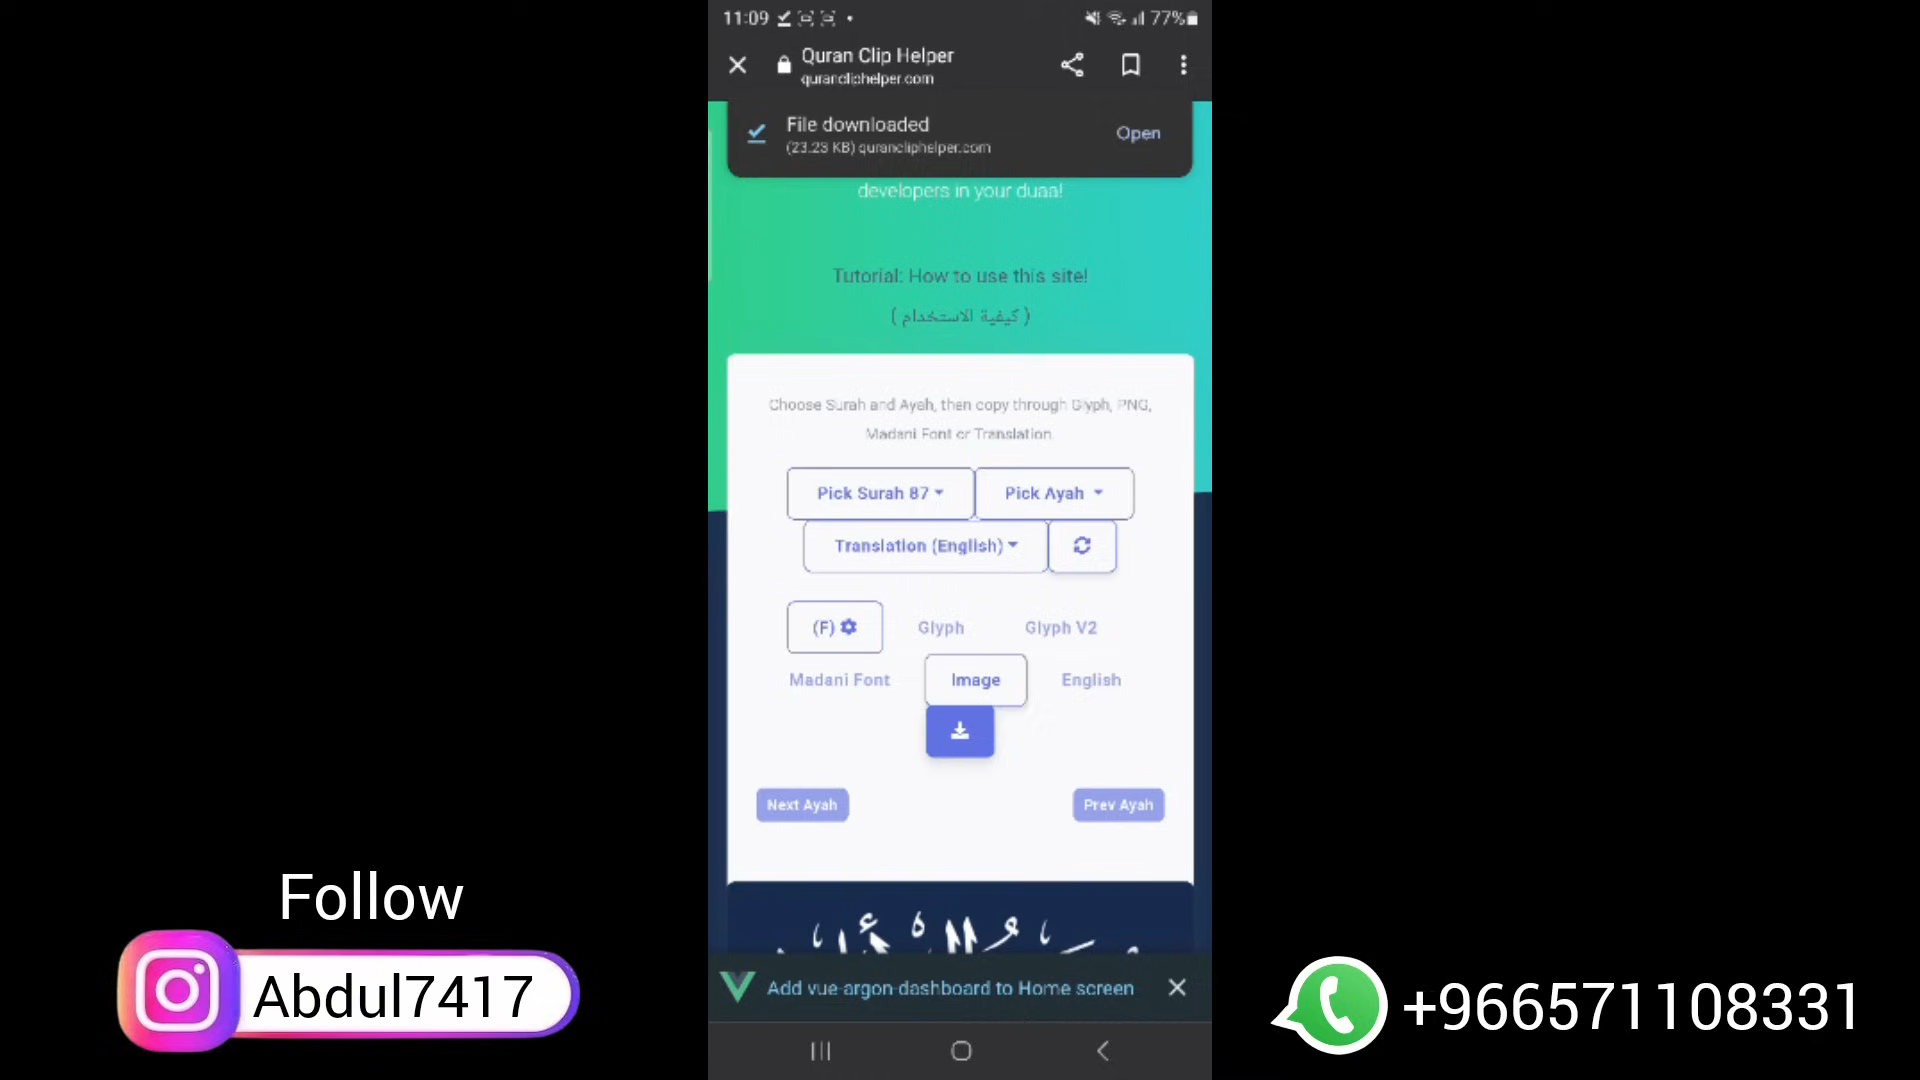 11:09
77%
Quran Clip Helper
qurancliphelper.com
File downloaded
(23.23 KB) qurancliphelper.com
Open
developers in your duaa!
Tutorial: How to use this site!
( كيفية الاستخدام )
Choose Surah and Ayah, then copy through Glyph, PNG,
Madani Font or Translation.
Pick Surah 87
Pick Ayah
Translation (English)
(F)
Glyph
Glyph V2
Madani Font
Image
English
Next Ayah
Prev Ayah
Add vue-argon-dashboard to Home screen
Follow
Abdul7417
+966571108331